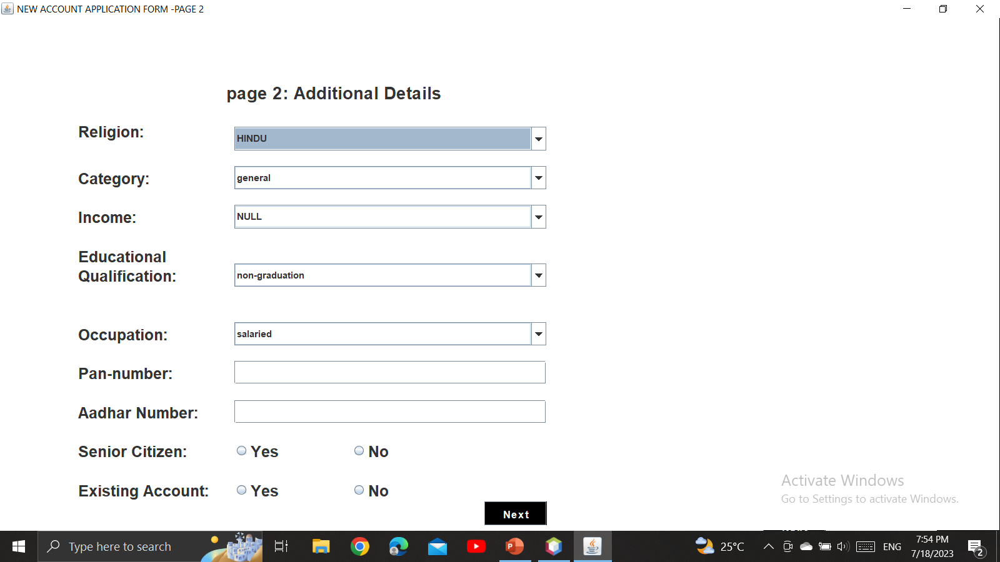 NEW ACCOUNT APPLICATION FORM -PAGE 2
page 2: Additional Details
Religion:
HINDU
Category:
general
Income:
NULL
Educational
Qualification:
non-graduation
Occupation:
salaried
Pan-number:
Aadhar Number:
Senior Citizen:
Yes
No
Existing Account:
Yes
No
Next
Activate Windows
Go to Settings to activate Windows.
Type here to search
25°C
ENG
7:54 PM
7/18/2023
2